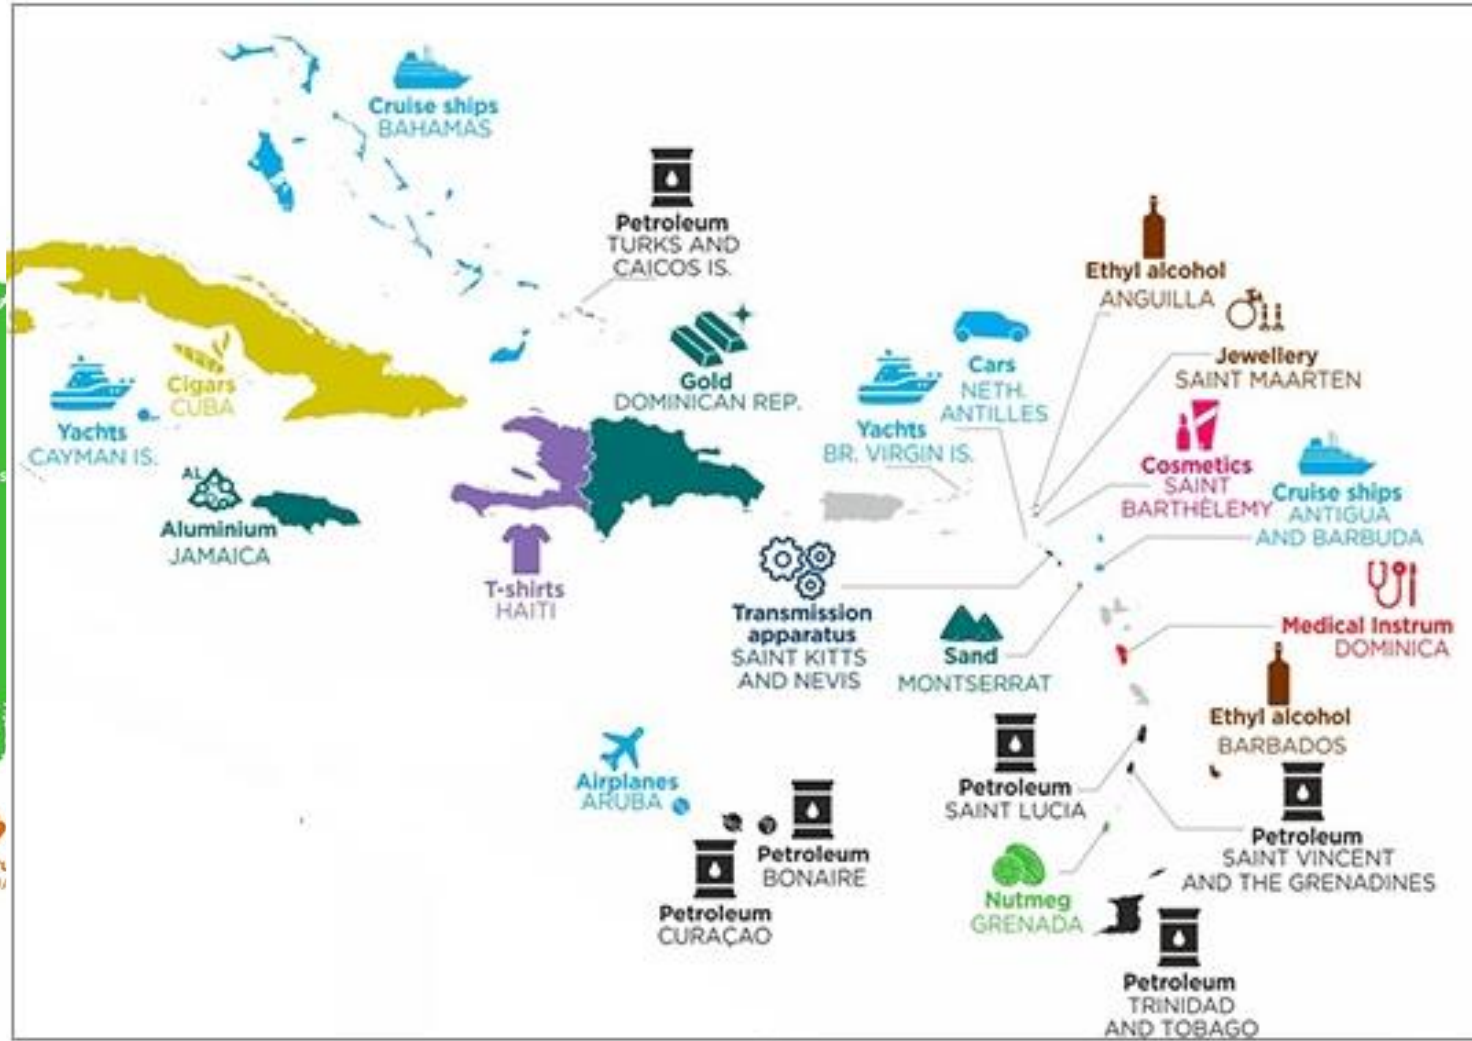 Cruise ships
BAHAMAS
Petroleum
TURKS AND
CAICOS IS.
Ethyl alcohol
ANGUILLA
Jewellery
SAINT MAARTEN
Cars
NETH.
ANTILLES
Gold
DOMINICAN REP.
Cigars
CUBA
Yachts
CAYMAN IS.
Yachts
BR. VIRGIN IS.
Cosmetics
SAINT
BARTHÉLEMY
Cruise ships
ANTIGUA
AND BARBUDA
AL
Aluminium
JAMAICA
T-shirts
HAITI
Transmission
apparatus
SAINT KITTS
AND NEVIS
Sand
MONTSERRAT
Medical Instrum
DOMINICA
Ethyl alcohol
BARBADOS
Airplanes
ARUBA
Petroleum
SAINT LUCIA
Petroleum
BONAIRE
Petroleum
SAINT VINCENT
AND THE GRENADINES
Petroleum
CURAÇAO
Nutmeg
GRENADA
Petroleum
TRINIDAD
AND TOBAGO